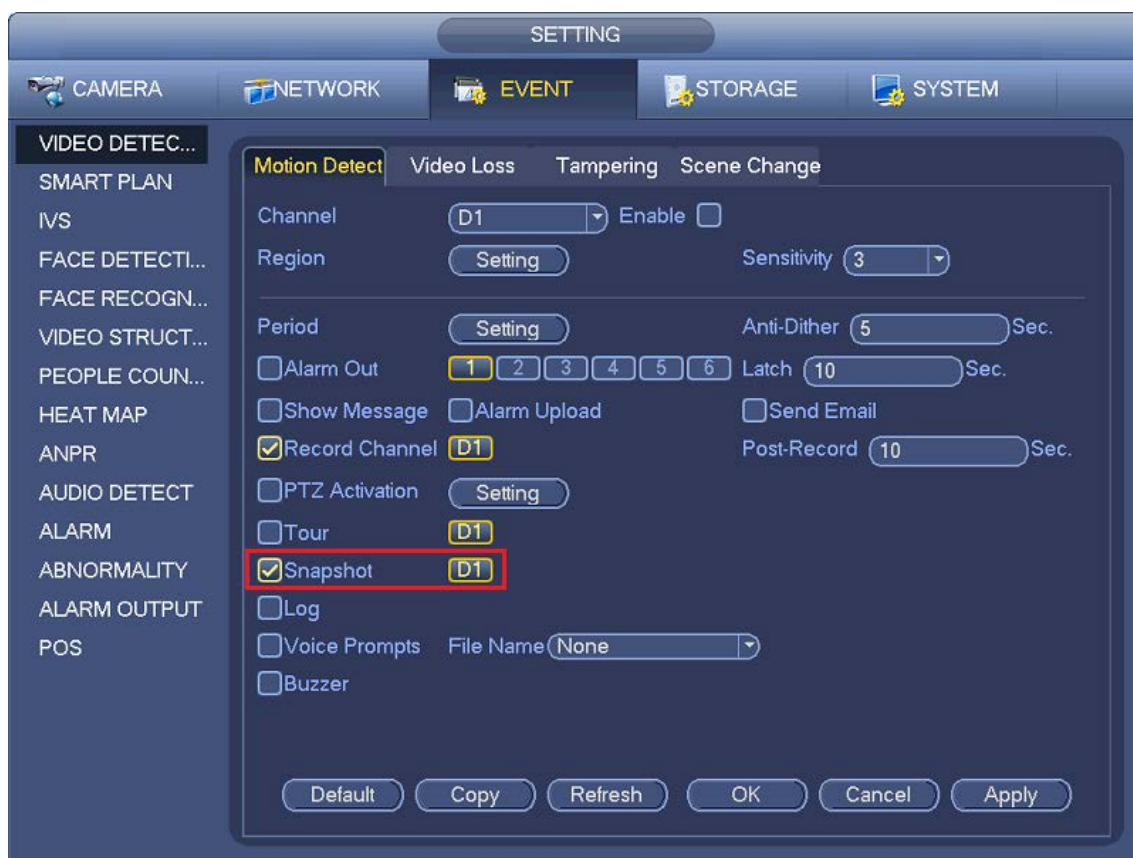 SETTING
CAMERA NETWORK EVENT STORAGE SYSTEM
VIDEO DETEC...
SMART PLAN
IVS
FACE DETECTI...
FACE RECOGN...
VIDEO STRUCT...
PEOPLE COUN...
HEAT MAP
ANPR
AUDIO DETECT
ALARM
ABNORMALITY
ALARM OUTPUT
POS
Motion Detect Video Loss Tampering Scene Change
Channel D1 Enable
Region Setting Sensitivity 3
Period Setting Anti-Dither 5 Sec.
Alarm Out 1 2 3 4 5 6 Latch 10 Sec.
Show Message Alarm Upload Send Email
Record Channel D1 Post-Record 10 Sec.
PTZ Activation Setting
Tour D1
Snapshot D1
Log
Voice Prompts File Name None
Buzzer
Default Copy Refresh OK Cancel Apply